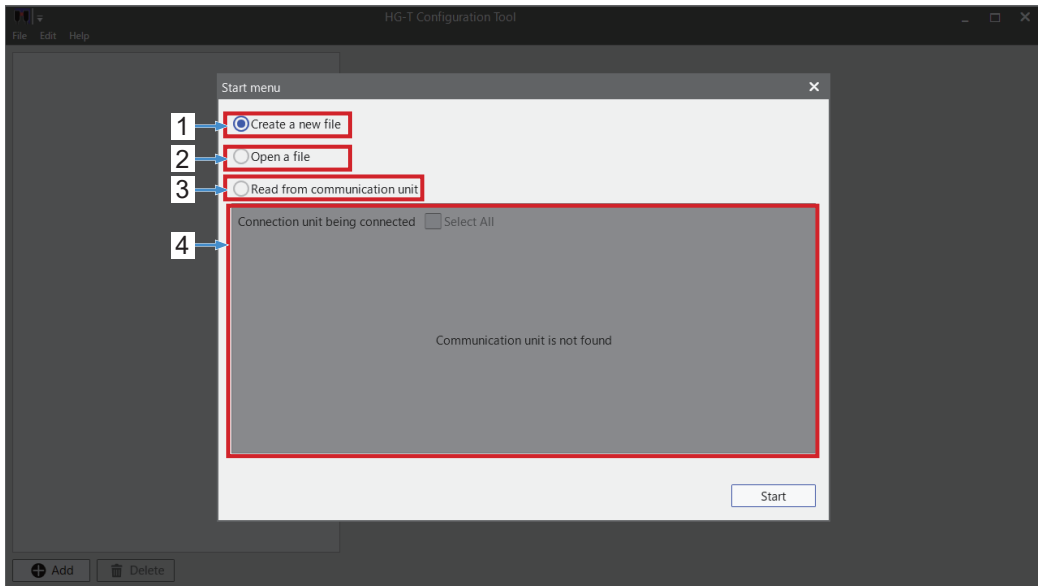 HG-T Configuration Tool
File Edit Help
Start menu
1 Create a new file
2 Open a file
3 Read from communication unit
Connection unit being connected Select All
4
Communication unit is not found
Start
Add Delete